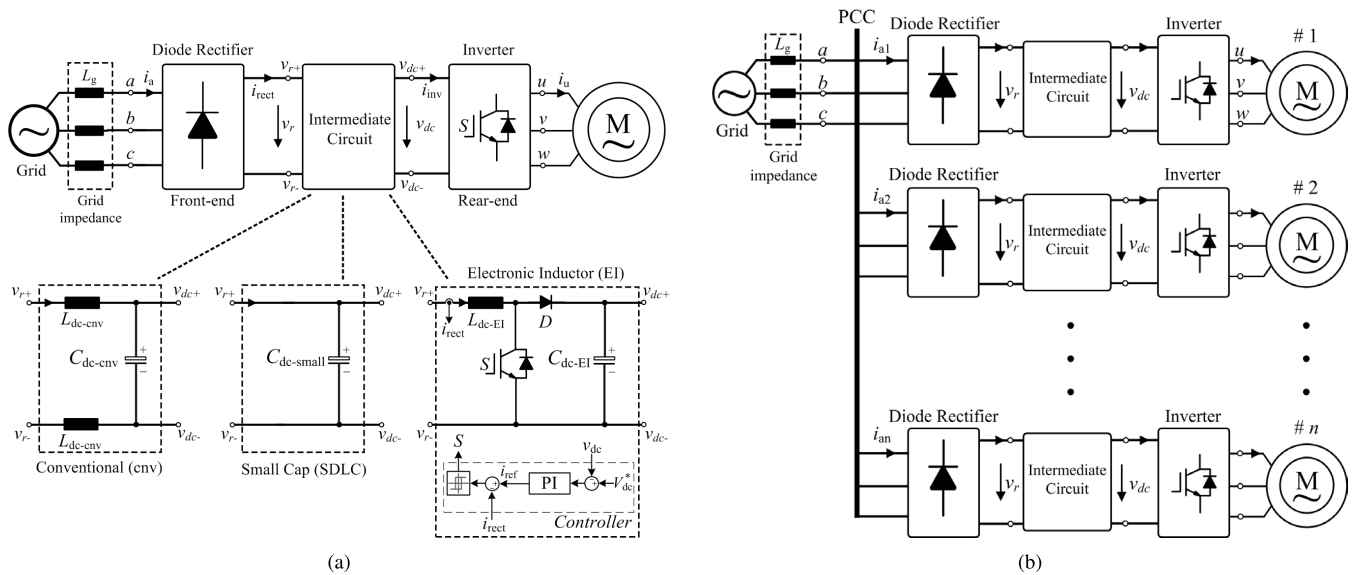 Diode Rectifier
Inverter
Lg
a
ia
b
c
Grid
Grid
impedance
Front-end
vr+
irect
vr
vr-
Intermediate
Circuit
vdc+
iinv
vdc
vdc-
S
Rear-end
u
iu
v
w
M
vr+
vdc+
Ldc-cnv
Cdc-cnv
+
−
vr-
Ldc-cnv
vdc-
Conventional (cnv)
vr+
vdc+
Cdc-small
+
−
vr-
vdc-
Small Cap (SDLC)
Electronic Inductor (EI)
vr+
irect
Ldc-EI
D
vdc+
S
Cdc-EI
+
−
vr-
vdc-
S
vdc
iref
PI
V*dc
irect
Controller
(a)
PCC
Lg
a
b
c
Grid
Grid
impedance
ia1
Diode Rectifier
vr
Intermediate
Circuit
vdc
Inverter
u
v
w
# 1
M
ia2
Diode Rectifier
vr
Intermediate
Circuit
vdc
Inverter
# 2
M
ian
Diode Rectifier
vr
Intermediate
Circuit
vdc
Inverter
# n
M
(b)